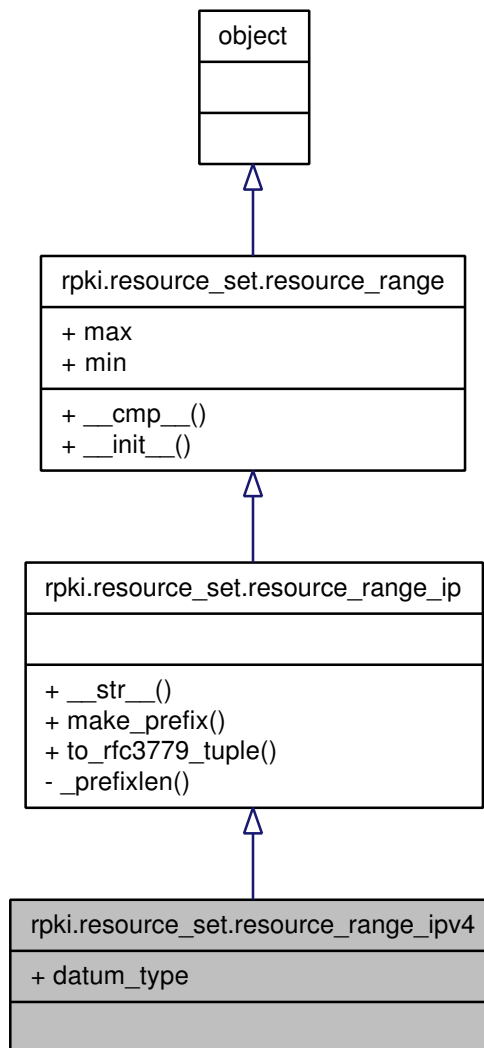 object
rpki.resource_set.resource_range
+ max
+ min
+ __cmp__()
+ __init__()
rpki.resource_set.resource_range_ip
+ __str__()
+ make_prefix()
+ to_rfc3779_tuple()
- _prefixlen()
rpki.resource_set.resource_range_ipv4
+ datum_type